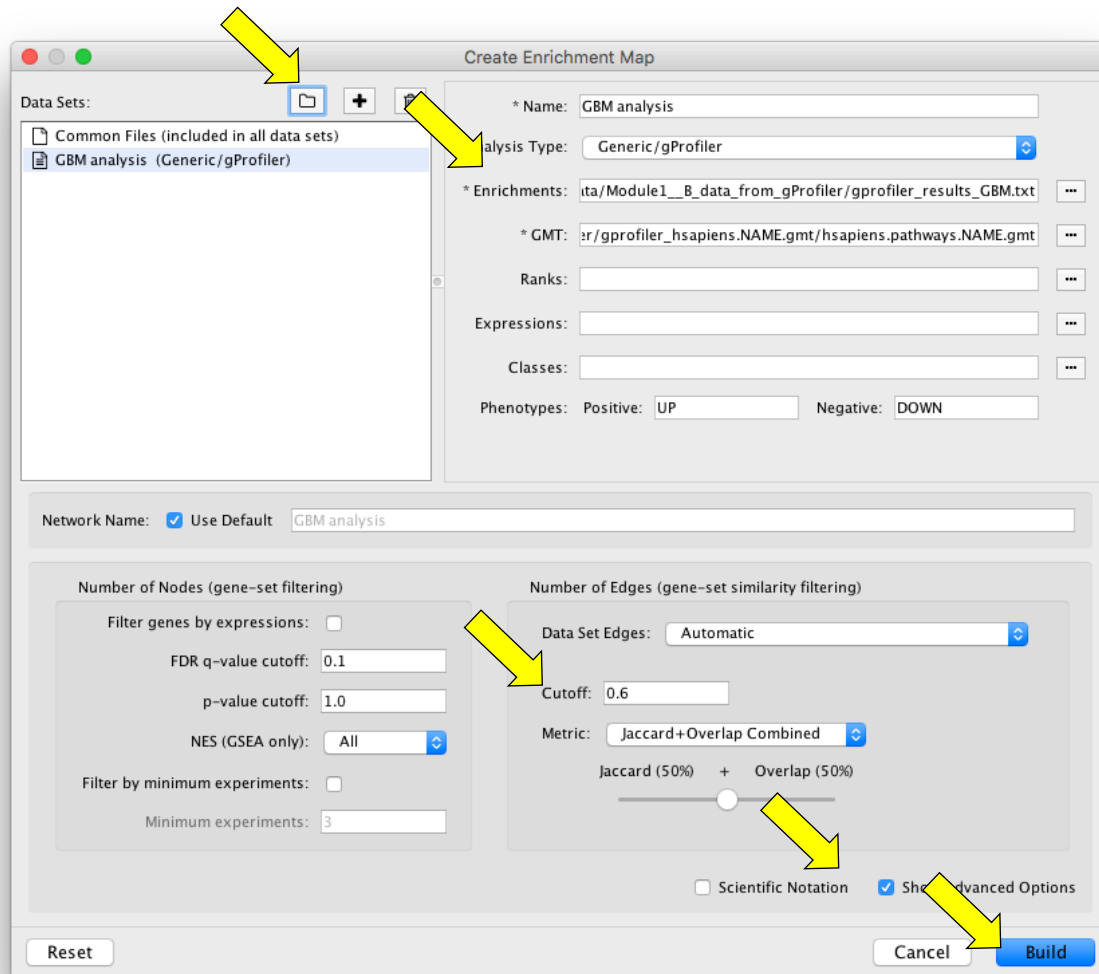 Create Enrichment Map
Data Sets:
Common Files (included in all data sets)
GBM analysis (Generic/gProfiler)
* Name: GBM analysis
alysis Type: Generic/gProfiler
* Enrichments: ata/Module1__B_data_from_gProfiler/gprofiler_results_GBM.txt
* GMT: er/gprofiler_hsapiens.NAME.gmt/hsapiens.pathways.NAME.gmt
Ranks:
Expressions:
Classes:
Phenotypes: Positive: UP Negative: DOWN
Network Name: Use Default GBM analysis
Number of Nodes (gene-set filtering)
Filter genes by expressions:
FDR q-value cutoff: 0.1
p-value cutoff: 1.0
NES (GSEA only): All
Filter by minimum experiments:
Minimum experiments: 3
Number of Edges (gene-set similarity filtering)
Data Set Edges: Automatic
Cutoff: 0.6
Metric: Jaccard+Overlap Combined
Jaccard (50%) + Overlap (50%)
Scientific Notation Show Advanced Options
Reset Cancel Build